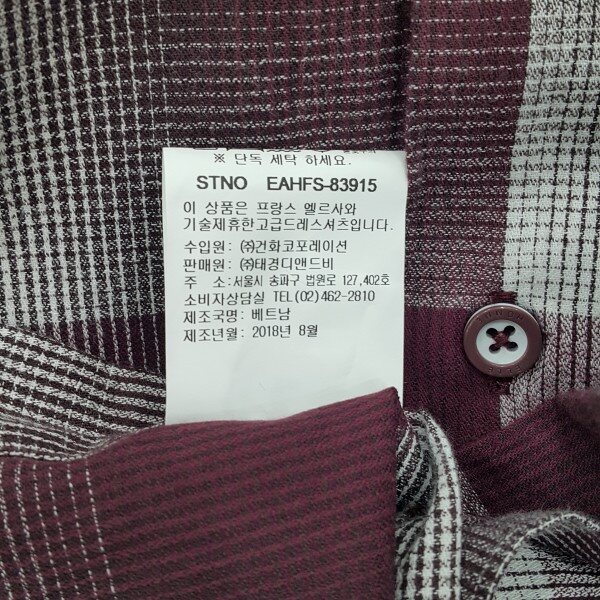 ※ 단독 세탁 하세요.
STNO EAHFS-83915
이 상품은 프랑스 엘르사와
기술제휴한고급드레스셔츠입니다.
수입원: ㈜건화코포레이션
판매원: ㈜태경디앤드비
주 소:서울시 송파구 법원로 127,402호
소비자상담실 TEL(02)462-2810
제조국명: 베트남
제조년월: 2018년 8월